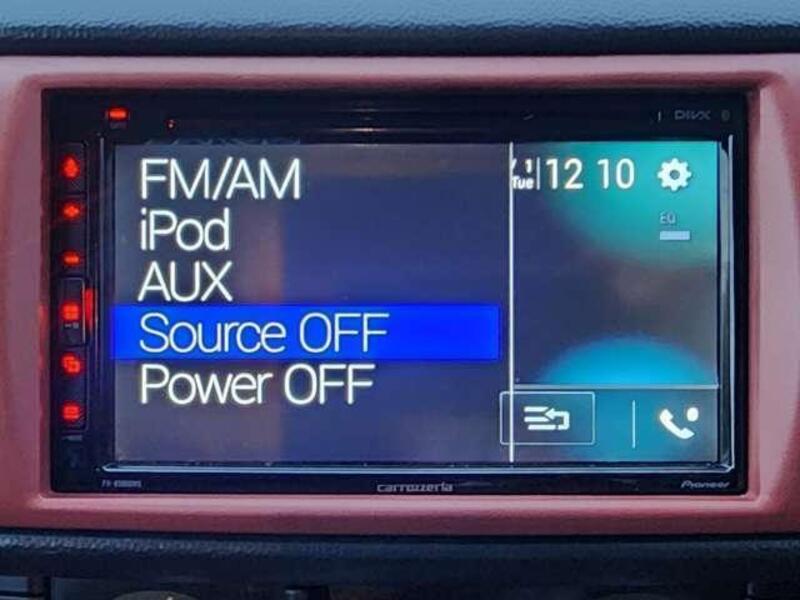 DIVX
FM/AM
iPod
AUX
Source OFF
Power OFF
Tue
12 10
EQ
carrozzeria
Pioneer